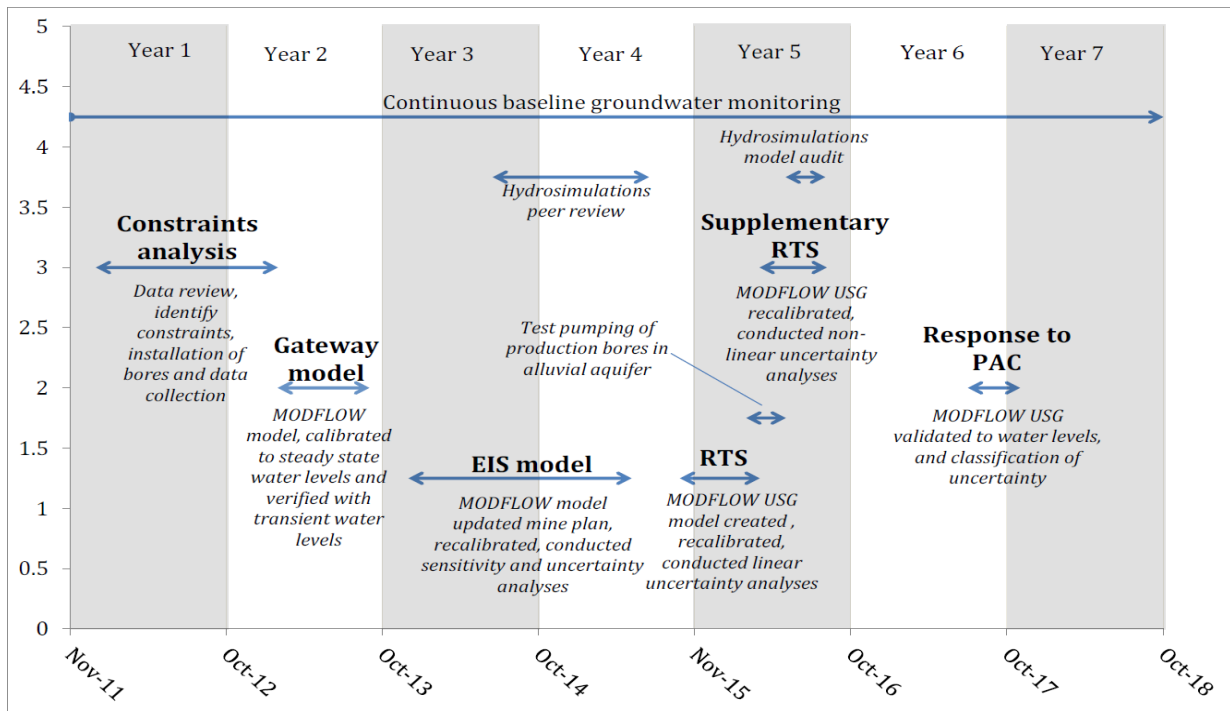 5
4.5
4
3.5
3
2.5
2
1.5
1
0.5
0
Year 1
Year 2
Year 3
Year 4
Year 5
Year 6
Year 7
Continuous baseline groundwater monitoring
Hydrosimulations
model audit
Hydrosimulations
peer review
Constraints
analysis
Data review,
identify
constraints,
installation of
bores and data
collection
Gateway
model
MODFLOW
model, calibrated
to steady state
water levels and
verified with
transient water
levels
EIS model
MODFLOW model
updated mine plan,
recalibrated, conducted
sensitivity and uncertainty
analyses
Test pumping of
production bores in
alluvial aquifer
Supplementary
RTS
MODFLOW USG
recalibrated,
conducted non-
linear uncertainty
analyses
RTS
MODFLOW USG
model created ,
recalibrated,
conducted linear
uncertainty analyses
Response to
PAC
MODFLOW USG
validated to water levels,
and classification of
uncertainty
Nov-11
Oct-12
Oct-13
Oct-14
Nov-15
Oct-16
Oct-17
Oct-18